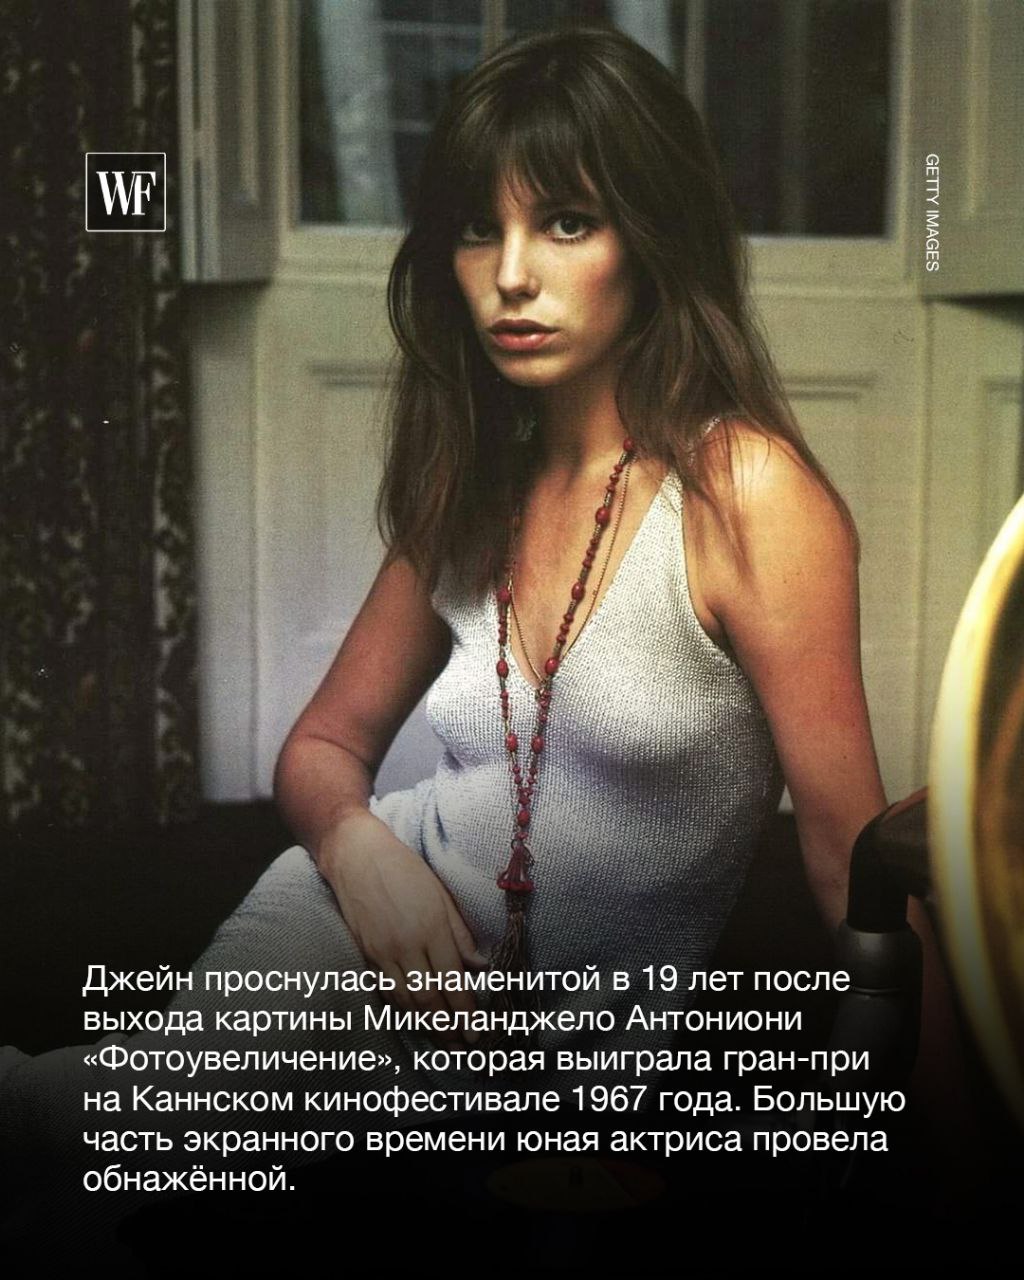 WF
GETTY IMAGES
Джейн проснулась знаменитой в 19 лет после
выхода картины Микеланджело Антониони
«Фотоувеличение», которая выиграла гран-при
на Каннском кинофестивале 1967 года. Большую
часть экранного времени юная актриса провела
обнажённой.